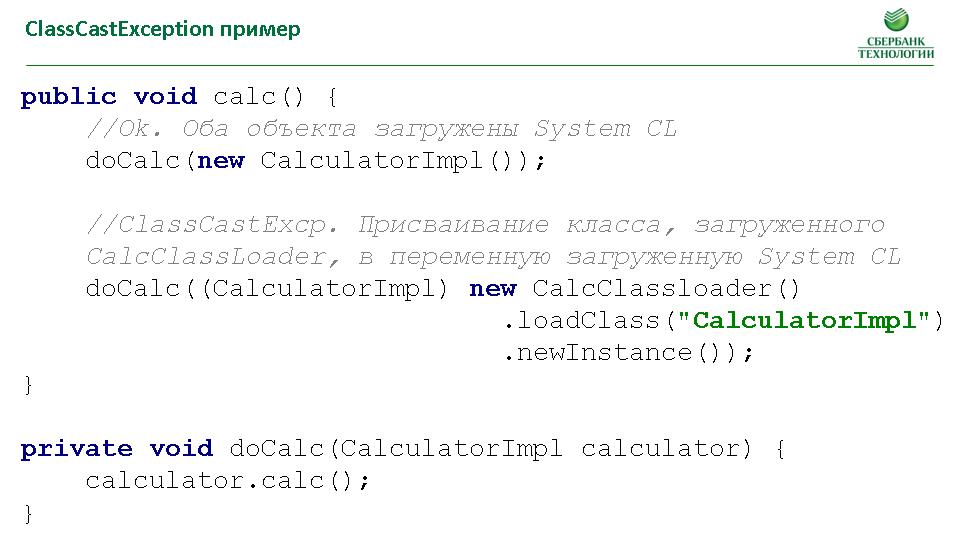 ClassCastException пример
СБЕРБАНК
ТЕХНОЛОГИИ
public void calc() {
    //Ok. Оба объекта загружены System CL
    doCalc(new CalculatorImpl());

    //ClassCastExcp. Присваивание класса, загруженного
    CalcClassLoader, в переменную загруженную System CL
    doCalc((CalculatorImpl) new CalcClassloader()
                              .loadClass("CalculatorImpl")
                              .newInstance());
}

private void doCalc(CalculatorImpl calculator) {
    calculator.calc();
}